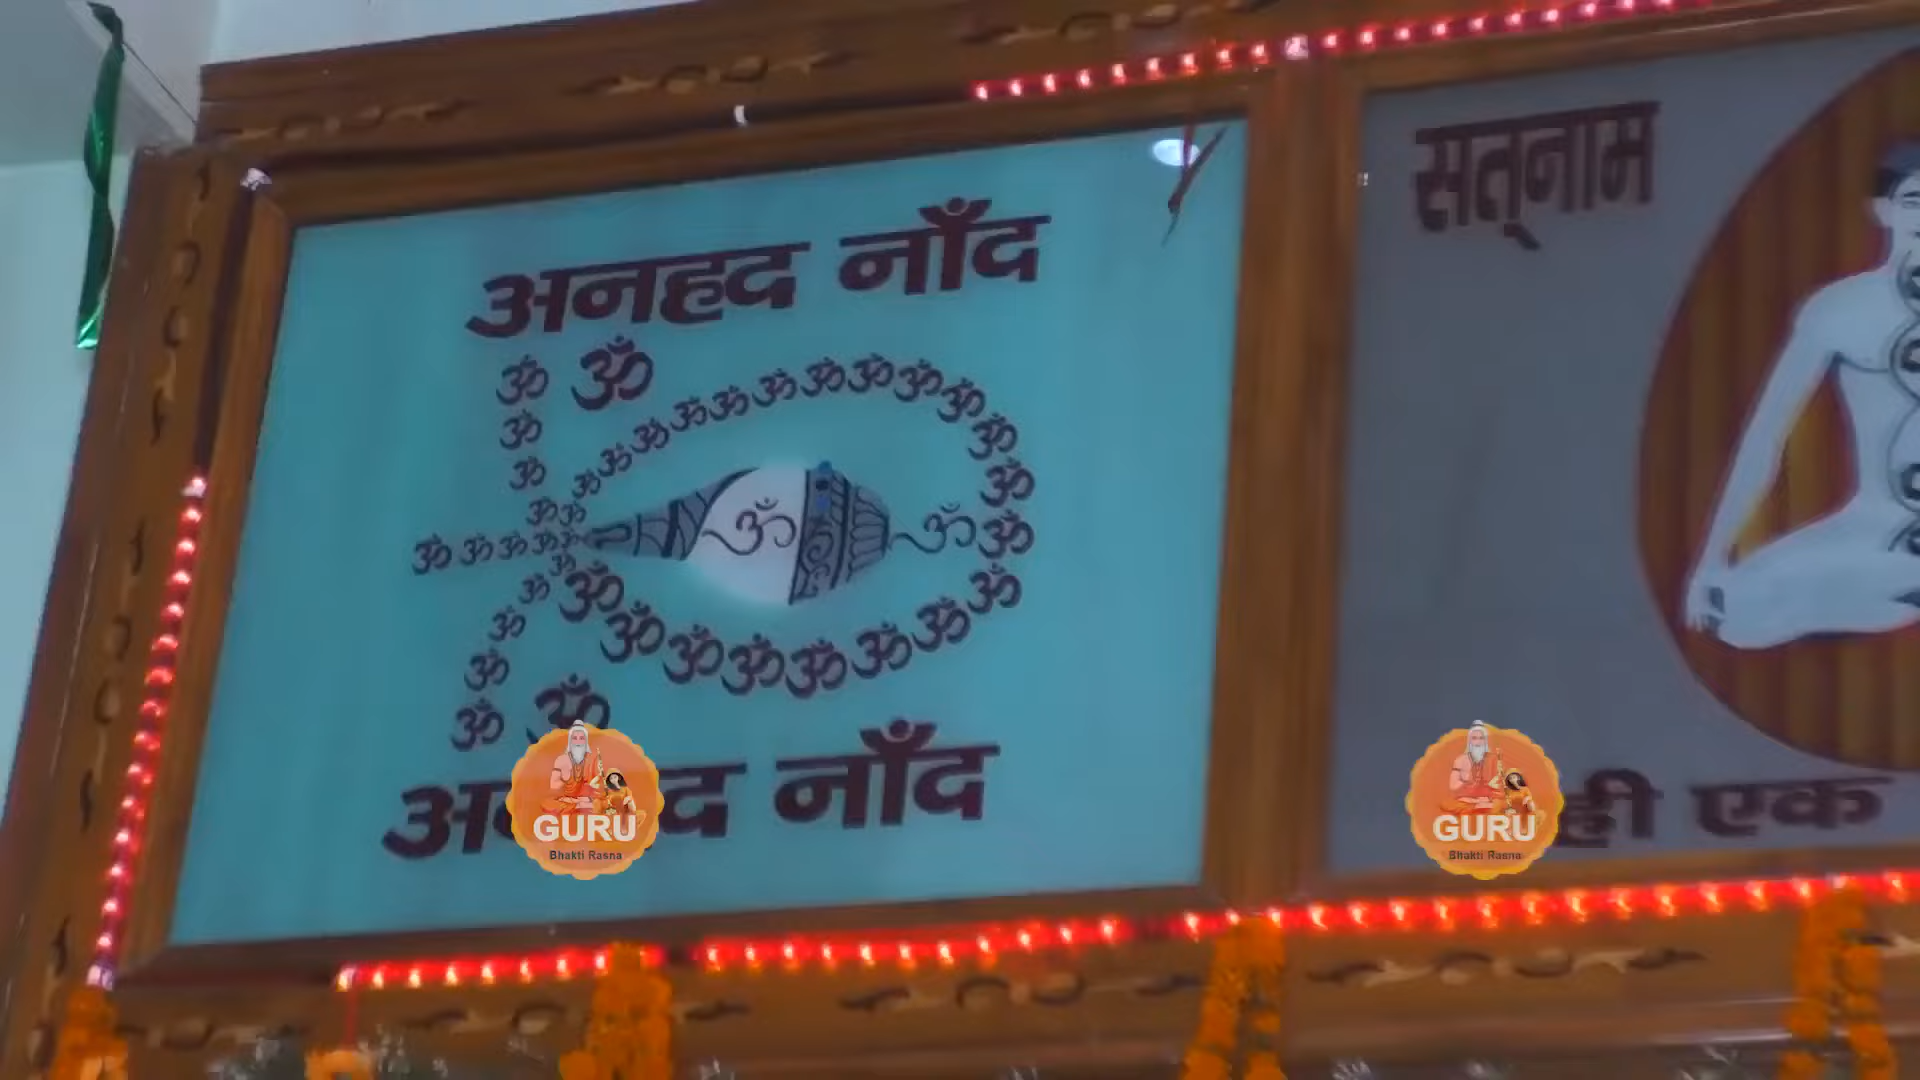 अनहद नाँद
ॐ ॐ
ॐ ॐ ॐ ॐ ॐ ॐ ॐ ॐ ॐ ॐ ॐ
ॐ ॐ
ॐ ॐ ॐ
ॐ ॐ ॐ ॐ ॐ ॐ ॐ ॐ
ॐ ॐ ॐ ॐ
ॐ ॐ ॐ ॐ ॐ ॐ ॐ ॐ
ॐ ॐ
अ द नाँद
सत्नाम
ही एक
GURU
Bhakti Rasna
GURU
Bhakti Rasna